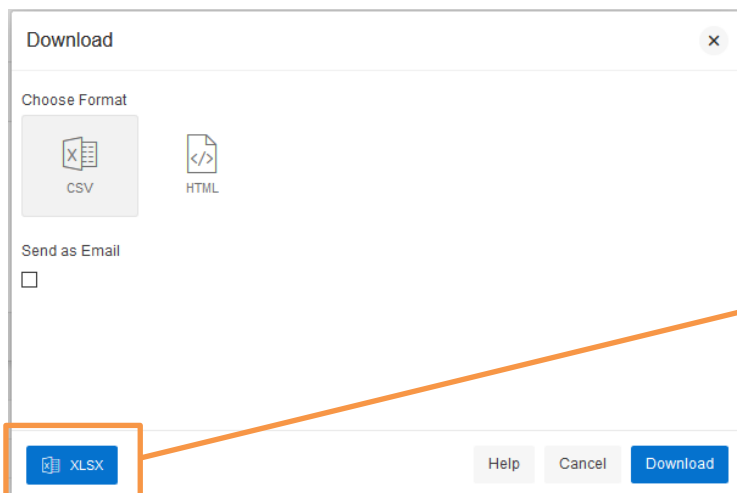 Download
Choose Format
CSV
HTML
Send as Email
XLSX
Help
Cancel
Download